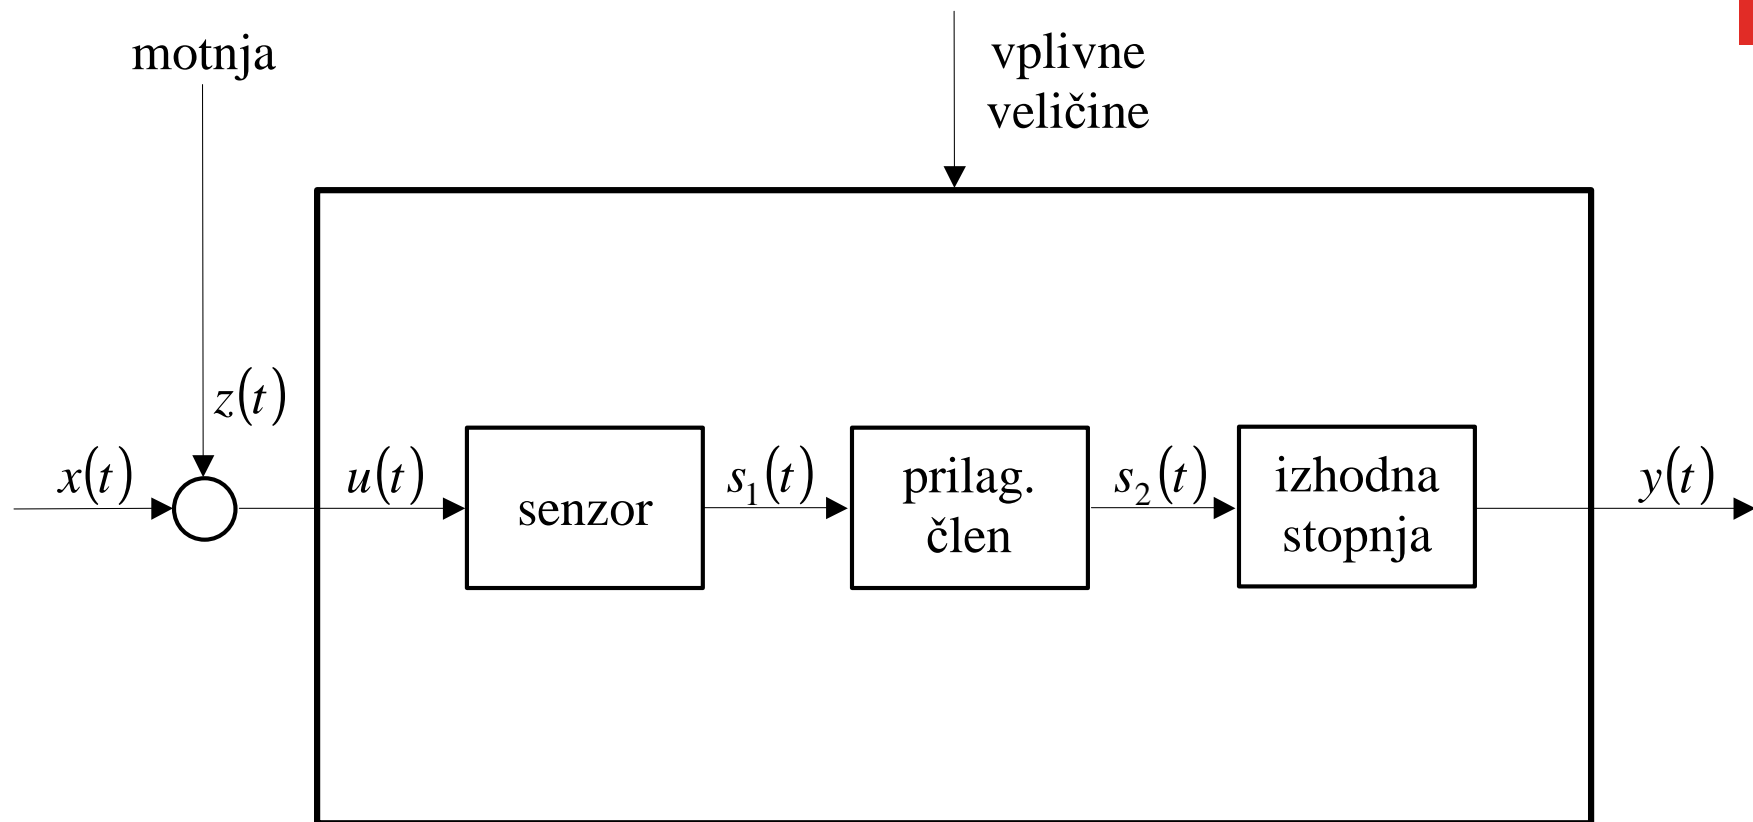 motnja
vplivne
veličine
z(t)
x(t)
u(t)
senzor
s₁(t)
prilag.
člen
s₂(t)
izhodna
stopnja
y(t)